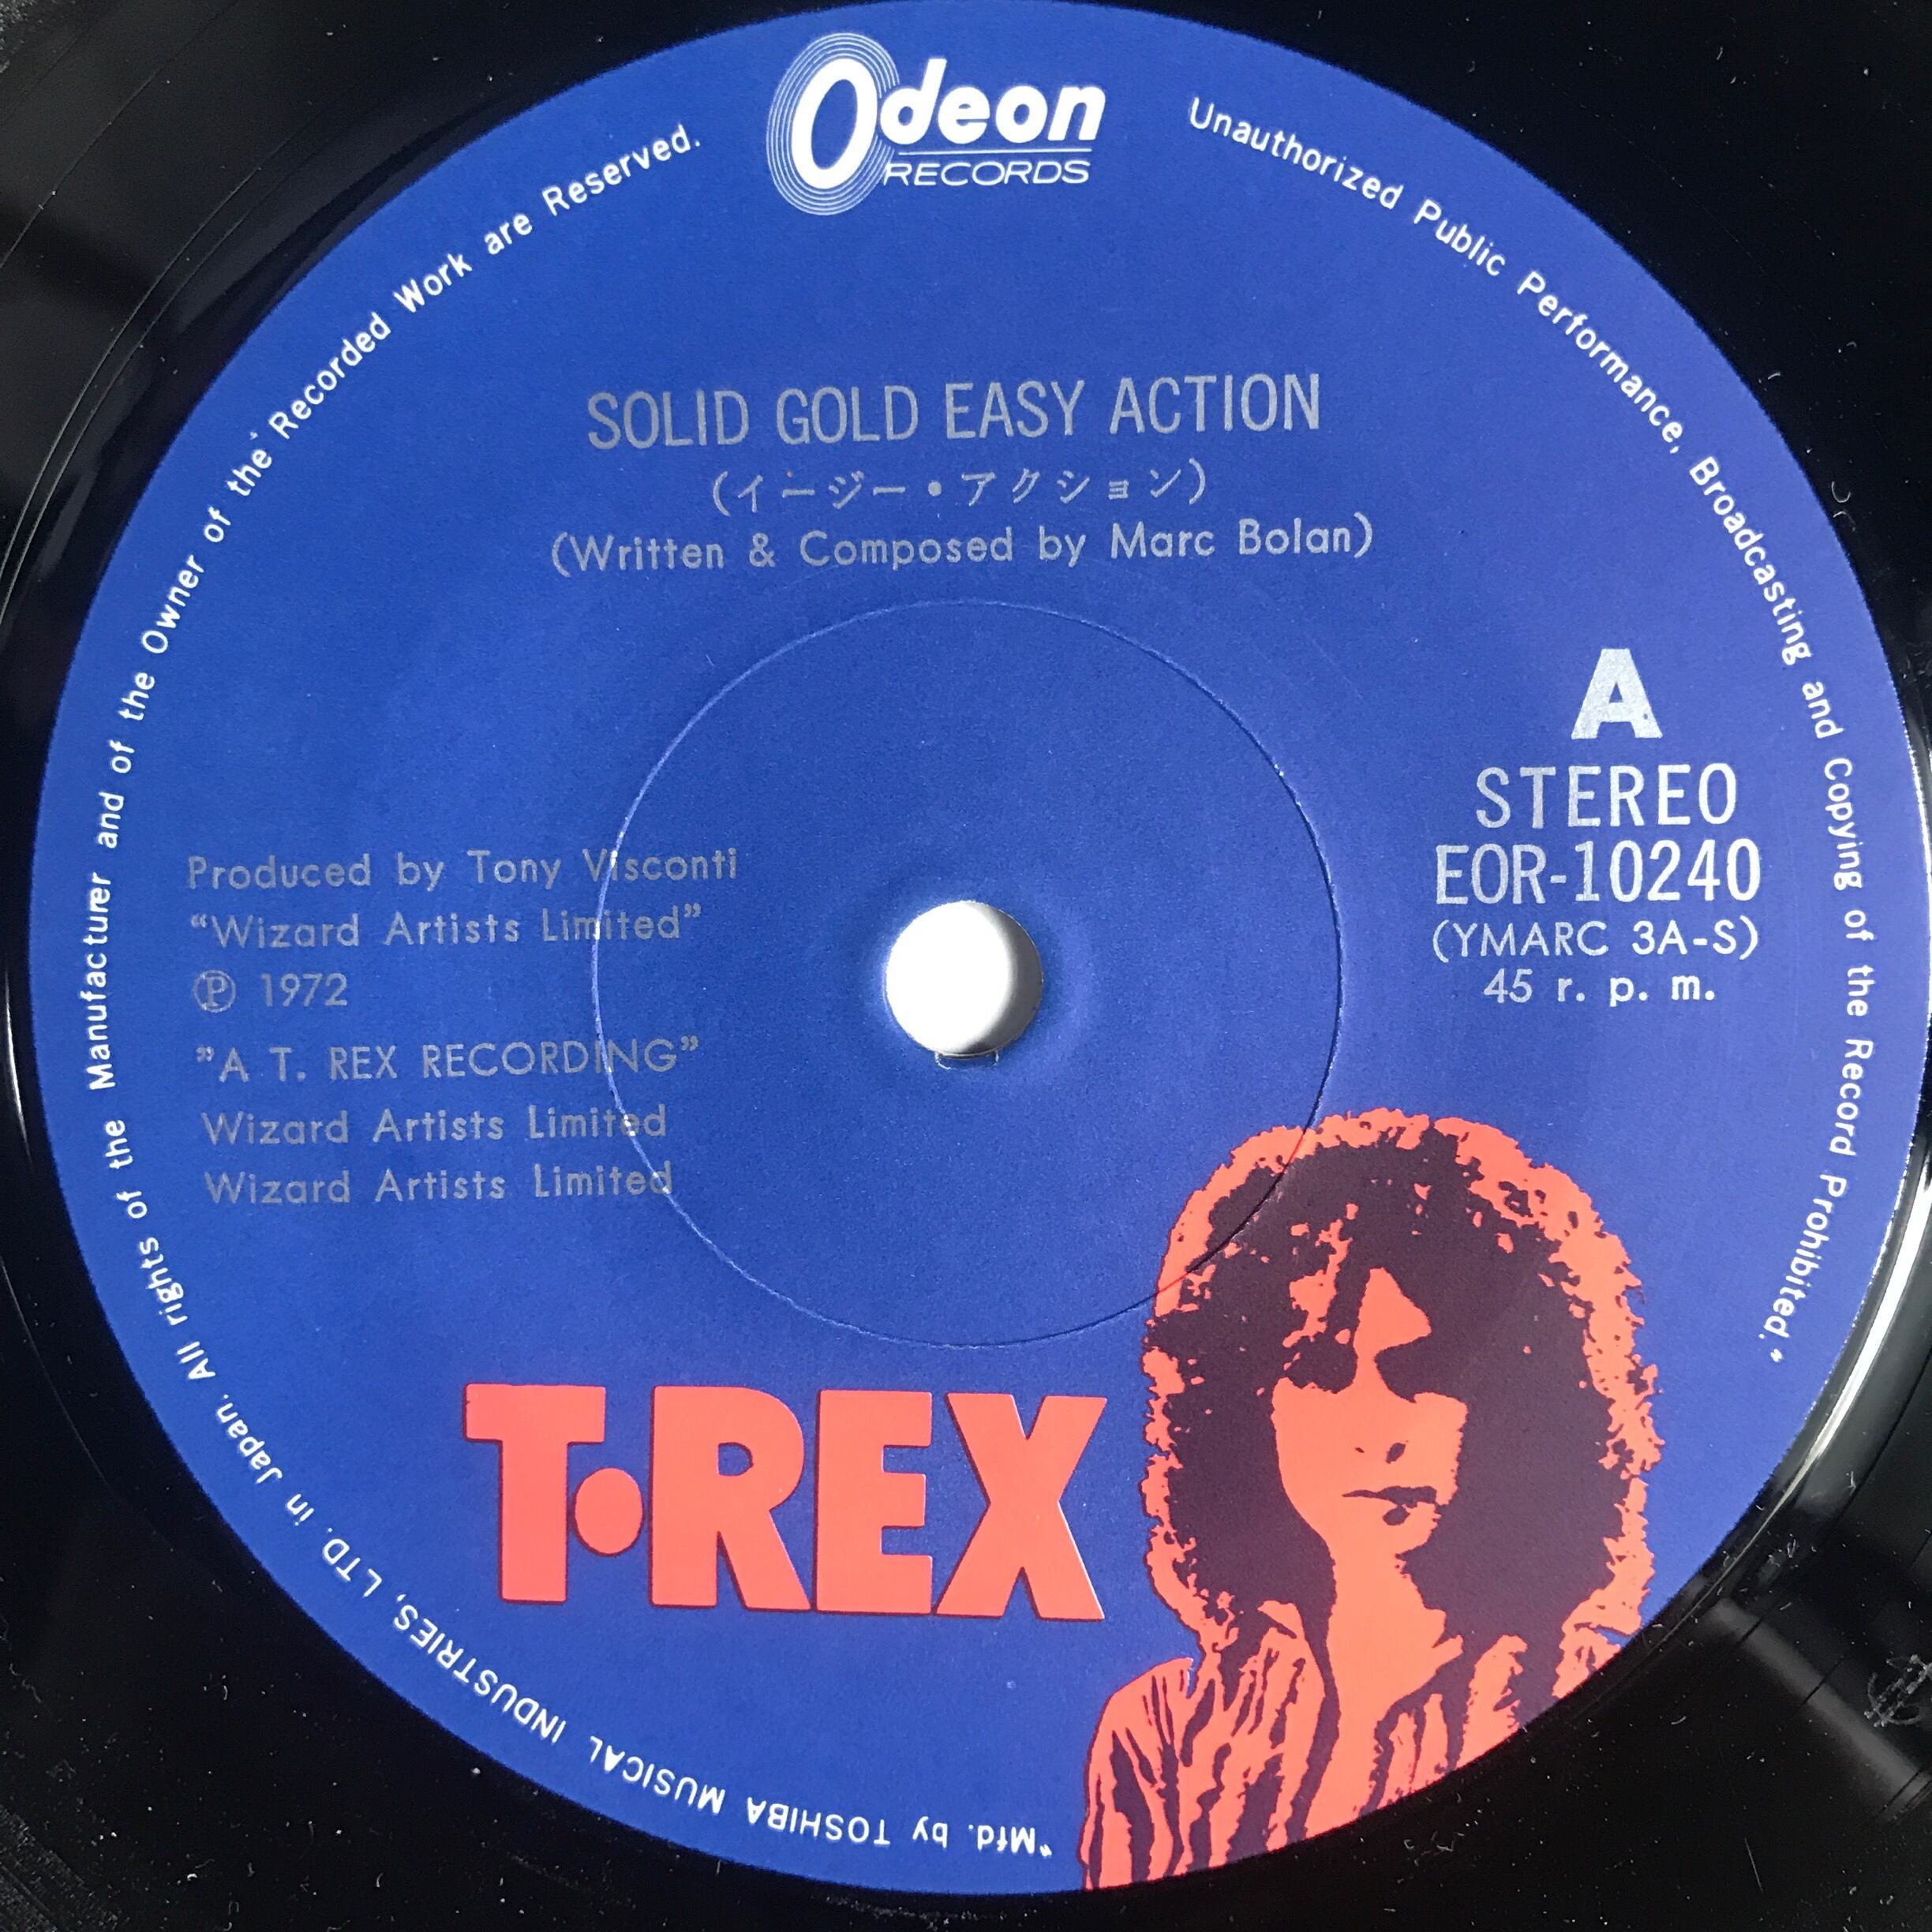 Odeon
RECORDS
SOLID GOLD EASY ACTION
(イージー・アクション)
(Written & Composed by Marc Bolan)
A
STEREO
EOR-10240
(YMARC 3A-S)
45 r. p. m.
Produced by Tony Visconti
“Wizard Artists Limited”
Ⓟ 1972
”A T. REX RECORDING”
Wizard Artists Limited
Wizard Artists Limited
T•REX
“Mfd. by TOSHIBA MUSICAL INDUSTRIES, LTD. in Japan. All rights of the Manufacturer and of the Owner of the Recorded Work are Reserved. Unauthorized Public Performance, Broadcasting and Copying of the Record Prohibited.”